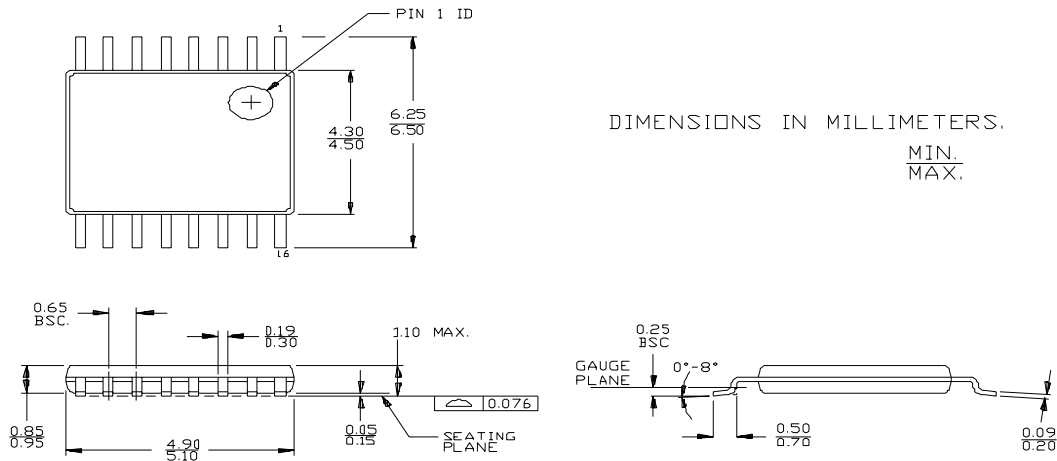 PIN 1 ID
1
6.25
6.50
4.30
4.50
DIMENSIONS IN MILLIMETERS.
MIN.
MAX.
16
0.65
BSC.
0.19
0.30
1.10 MAX.
0.25
BSC
GAUGE
PLANE
0°-8°
0.076
0.85
0.95
4.90
5.10
0.05
0.15
SEATING
PLANE
0.50
0.70
0.09
0.20